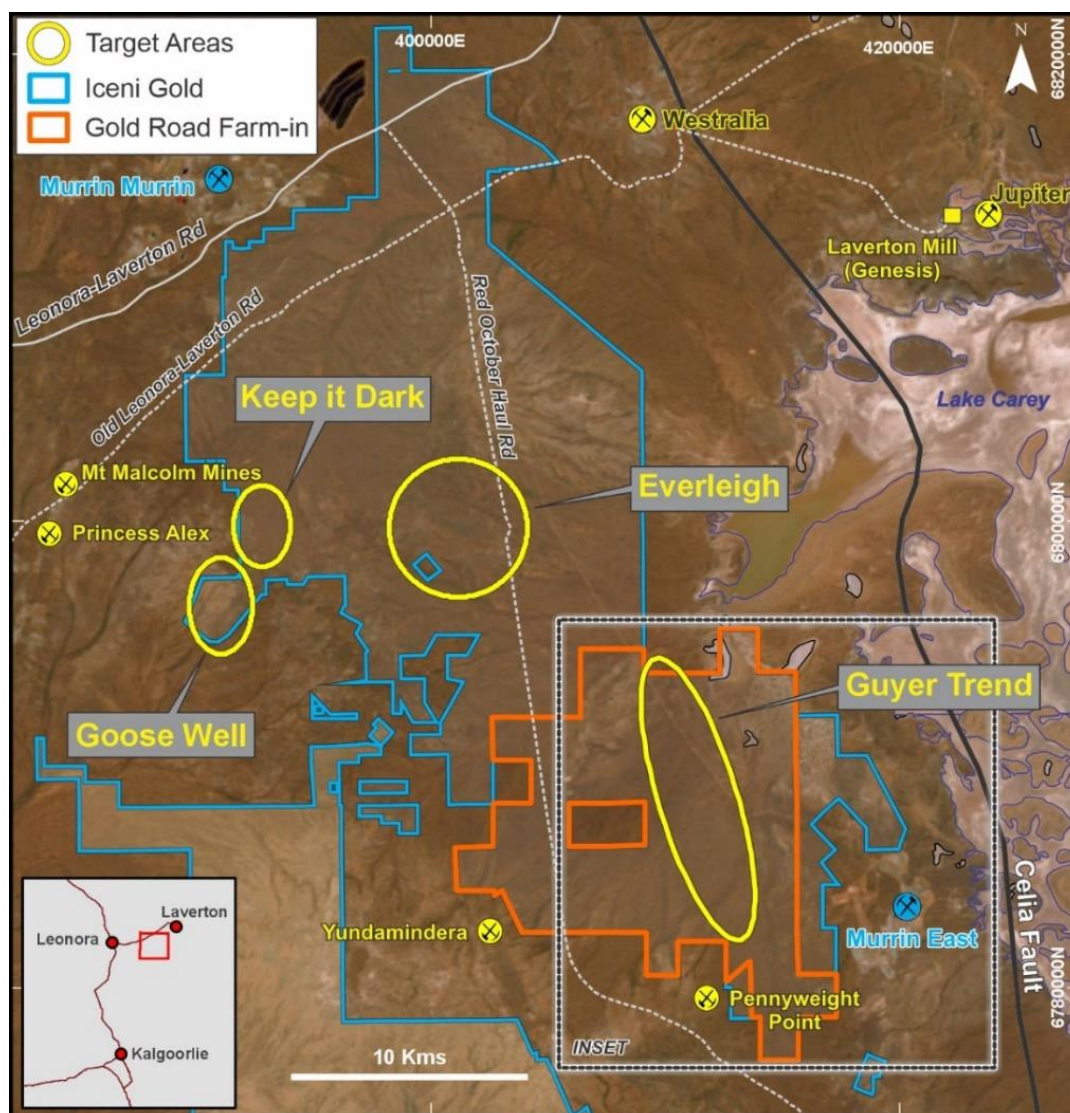 Target Areas
Iceni Gold
Gold Road Farm-in
400000E
420000E
N
6820000N
Westralia
Murrin Murrin
Jupiter
Laverton Mill
(Genesis)
Leonora-Laverton Rd
Old Leonora-Laverton Rd
Red October Haul Rd
Keep it Dark
Lake Carey
Mt Malcolm Mines
Everleigh
Princess Alex
6800000N
Guyer Trend
Goose Well
Celia Fault
Laverton
Leonora
Kalgoorlie
Yundamindera
Murrin East
6780000N
Pennyweight
Point
INSET
10 Kms